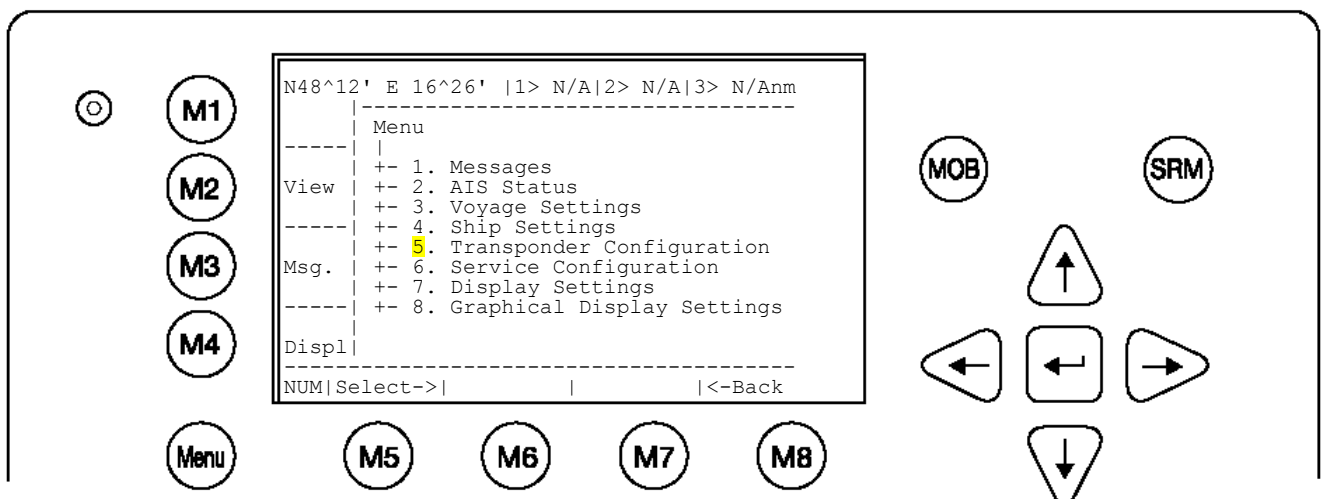 N48^12' E 16^26' |1> N/A|2> N/A|3> N/Anm
|-----------------------------------
M1
| Menu
-----| |
| +- 1. Messages
M2
View | +- 2. AIS Status
MOB
SRM
| +- 3. Voyage Settings
-----| +- 4. Ship Settings
| +- 5. Transponder Configuration
M3
Msg. | +- 6. Service Configuration
| +- 7. Display Settings
-----| +- 8. Graphical Display Settings
|
M4
Displ|
-----------------------------------------
NUM|Select->| | |<-Back
Menu
M5
M6
M7
M8